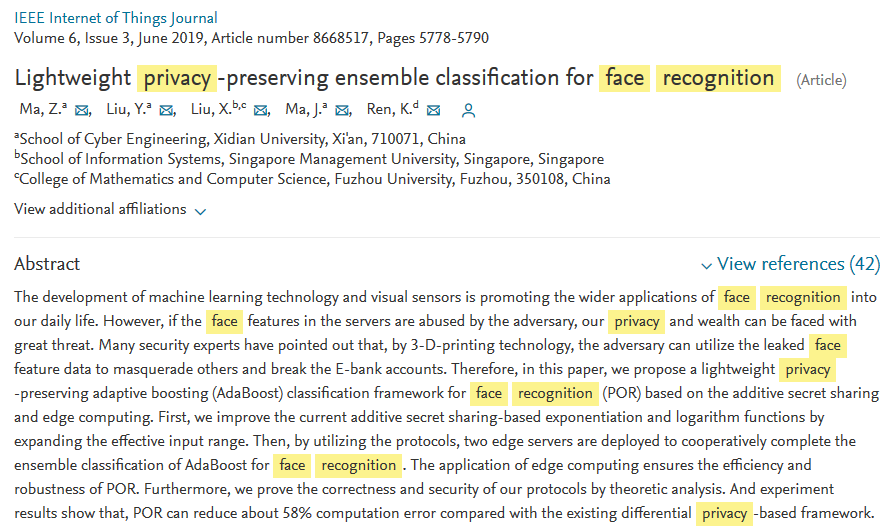 IEEE Internet of Things Journal
Volume 6, Issue 3, June 2019, Article number 8668517, Pages 5778-5790
Lightweight privacy -preserving ensemble classification for face recognition (Article)
Ma, Z.a, Liu, Y.a, Liu, X.b,c, Ma, J.a, Ren, K.d
aSchool of Cyber Engineering, Xidian University, Xi'an, 710071, China
bSchool of Information Systems, Singapore Management University, Singapore, Singapore
cCollege of Mathematics and Computer Science, Fuzhou University, Fuzhou, 350108, China
View additional affiliations
Abstract
View references (42)
The development of machine learning technology and visual sensors is promoting the wider applications of face recognition into
our daily life. However, if the face features in the servers are abused by the adversary, our privacy and wealth can be faced with
great threat. Many security experts have pointed out that, by 3-D-printing technology, the adversary can utilize the leaked face
feature data to masquerade others and break the E-bank accounts. Therefore, in this paper, we propose a lightweight privacy
-preserving adaptive boosting (AdaBoost) classification framework for face recognition (POR) based on the additive secret sharing
and edge computing. First, we improve the current additive secret sharing-based exponentiation and logarithm functions by
expanding the effective input range. Then, by utilizing the protocols, two edge servers are deployed to cooperatively complete the
ensemble classification of AdaBoost for face recognition . The application of edge computing ensures the efficiency and
robustness of POR. Furthermore, we prove the correctness and security of our protocols by theoretic analysis. And experiment
results show that, POR can reduce about 58% computation error compared with the existing differential privacy -based framework.